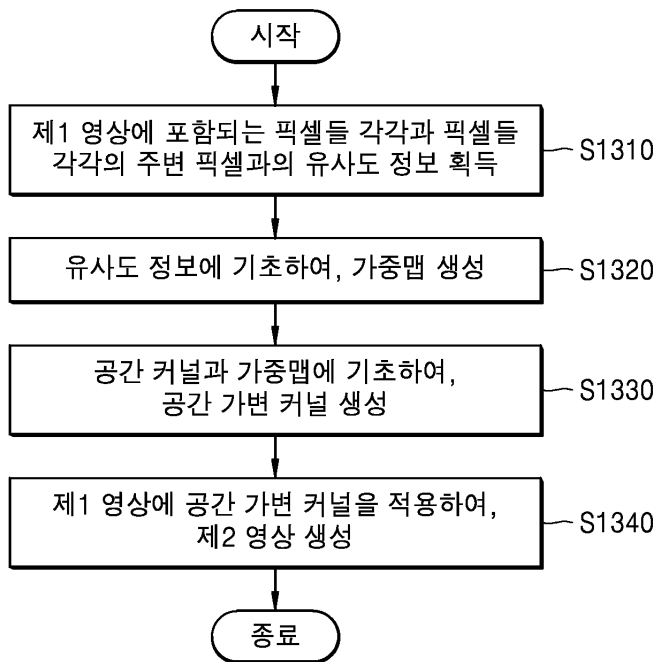 시작
제1 영상에 포함되는 픽셀들 각각과 픽셀들
각각의 주변 픽셀과의 유사도 정보 획득
S1310
유사도 정보에 기초하여, 가중맵 생성
S1320
공간 커널과 가중맵에 기초하여,
공간 가변 커널 생성
S1330
제1 영상에 공간 가변 커널을 적용하여,
제2 영상 생성
S1340
종료